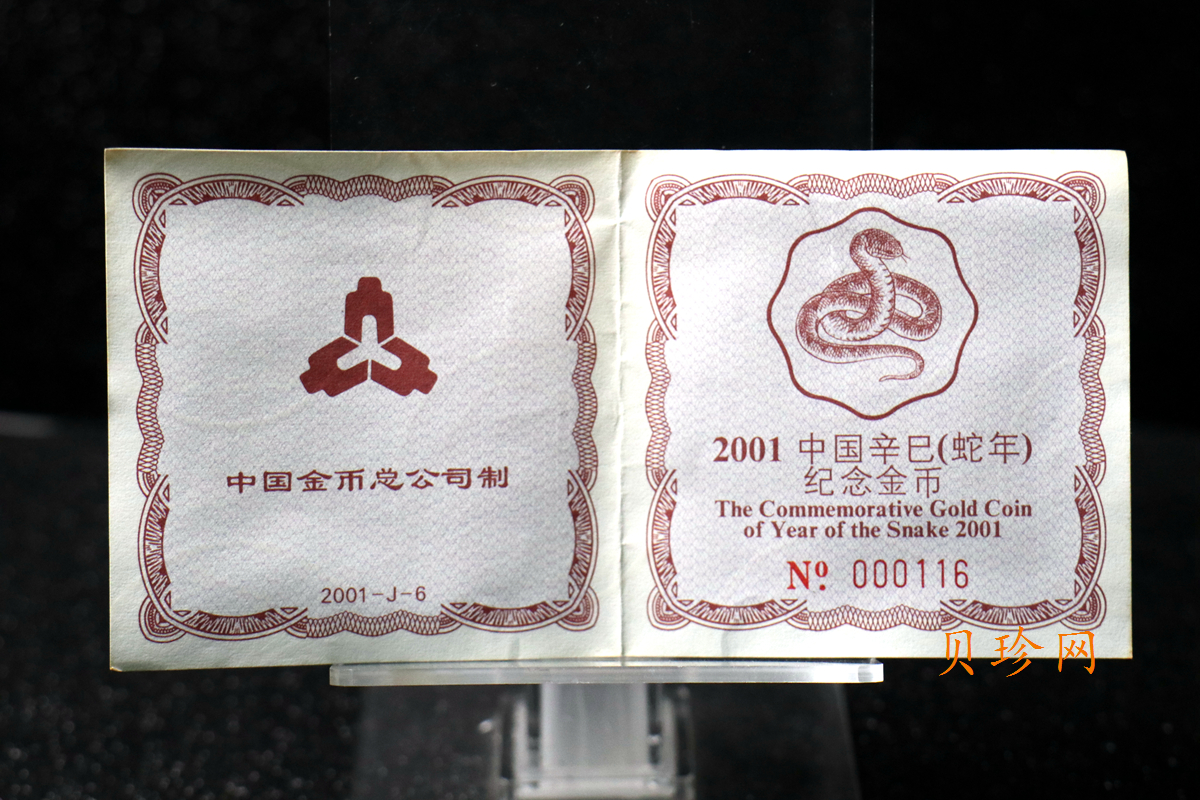 中国金币总公司制
2001-J-6
2001 中国辛巳(蛇年)
纪念金币
The Commemorative Gold Coin
of Year of the Snake 2001
Nº 000116
贝珍网